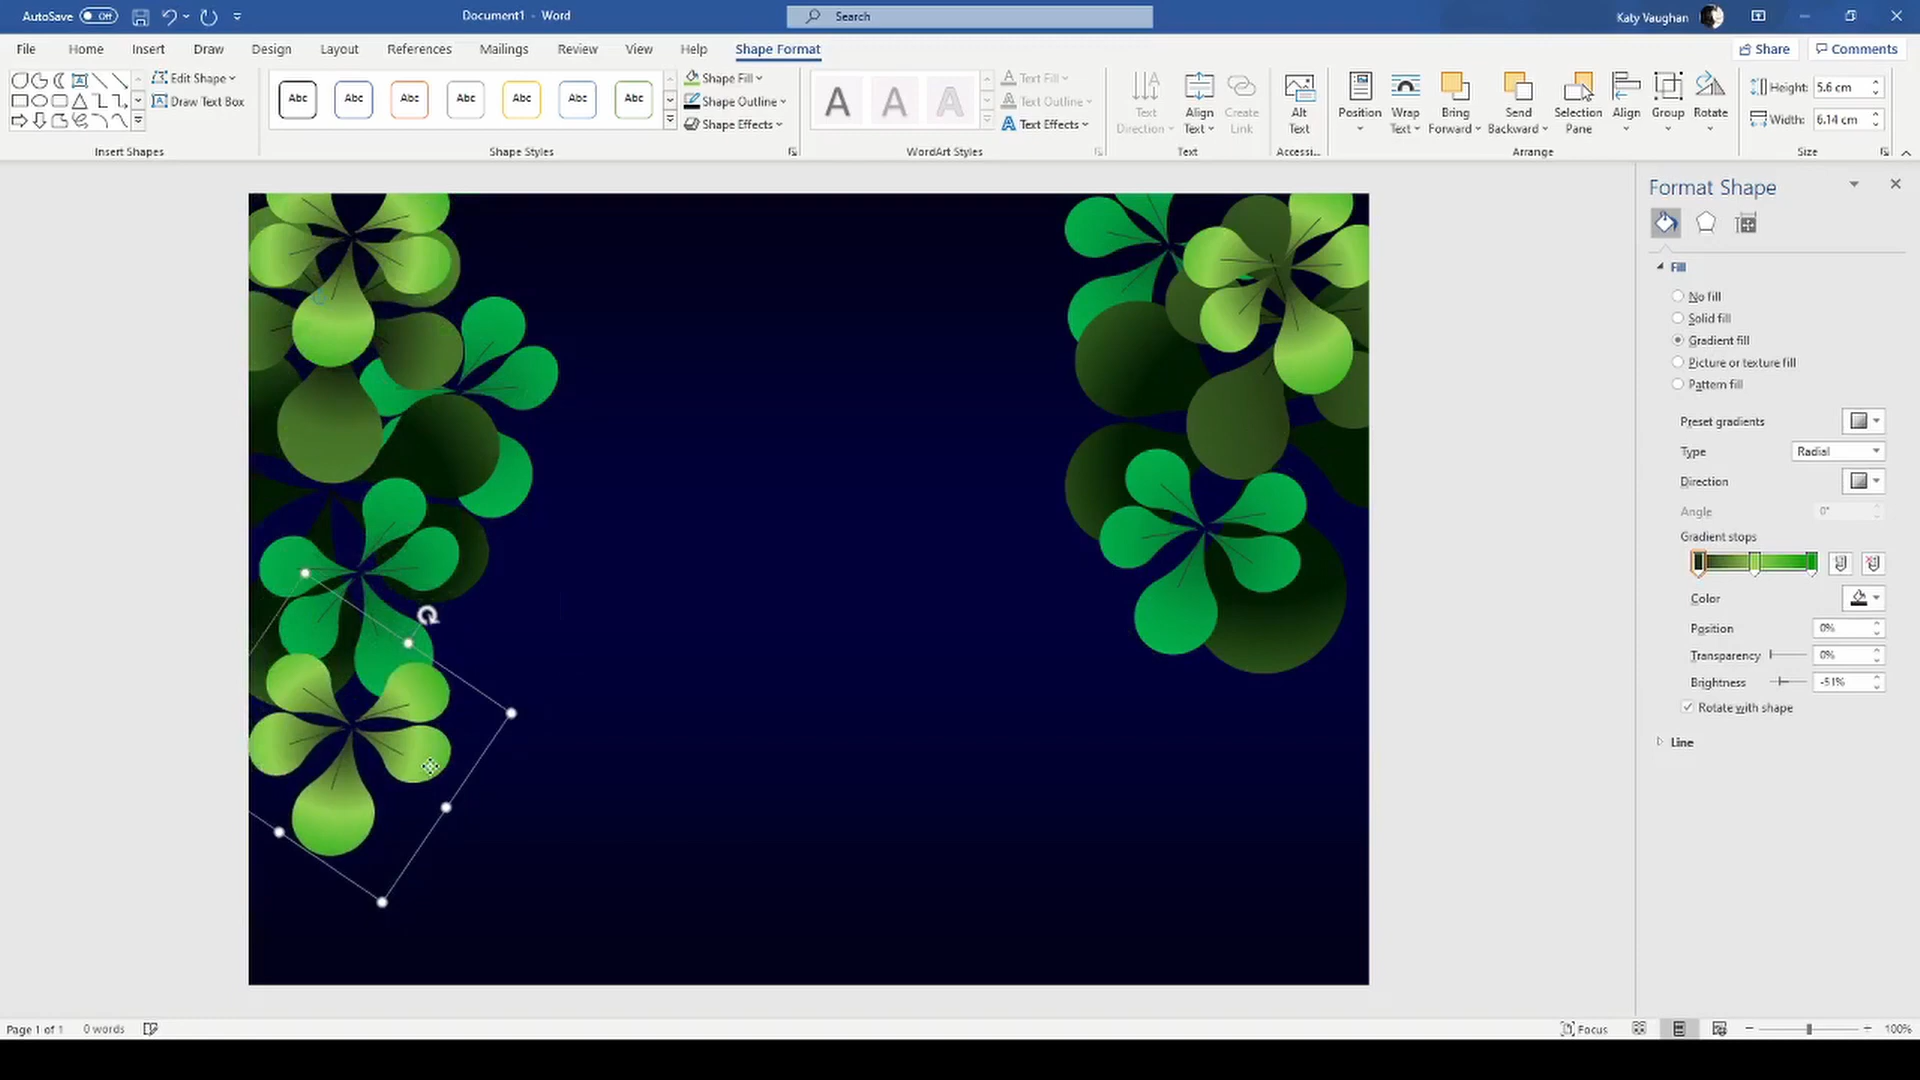 AutoSave Off
Document1 - Word
Search
Katy Vaughan
File Home Insert Draw Design Layout References Mailings Review View Help Shape Format
Share Comments
Edit Shape
Draw Text Box
Insert Shapes
Abc Abc Abc Abc Abc Abc Abc
Shape Fill
Shape Outline
Shape Effects
Shape Styles
A A A
Text Fill
Text Outline
Text Effects
WordArt Styles
Text Direction
Align Text
Create Link
Text
Alt Text
Accessi...
Position
Wrap Text
Bring Forward
Send Backward
Selection Pane
Align
Group
Rotate
Arrange
Height: 5.6 cm
Width: 6.14 cm
Size
Format Shape
Fill
No fill
Solid fill
Gradient fill
Picture or texture fill
Pattern fill
Preset gradients
Type Radial
Direction
Angle 0°
Gradient stops
Color
Position 0%
Transparency 0%
Brightness -51%
Rotate with shape
Line
Page 1 of 1 0 words
Focus
100%